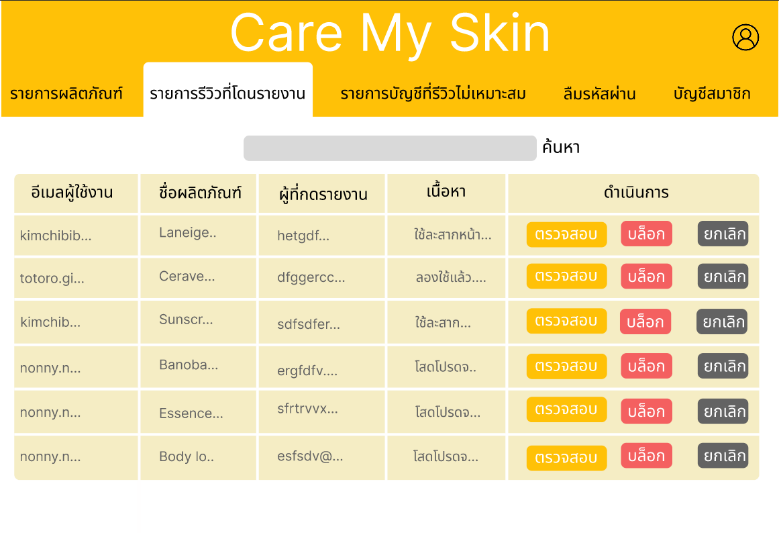 Care My Skin
รายการผลิตภัณฑ์ รายการรีวิวที่โดนรายงาน รายการบัญชีที่รีวิวไม่เหมาะสม ลืมรหัสผ่าน บัญชีสมาชิก
ค้นหา
อีเมลผู้ใช้งาน ชื่อผลิตภัณฑ์ ผู้ที่กดรายงาน เนื้อหา ดำเนินการ
kimchibib... Laneige.. hetgdf... ใช้ละสากหน้า... ตรวจสอบ บล็อก ยกเลิก
totoro.gi... Cerave... dfggercc... ลองใช้แล้ว.... ตรวจสอบ บล็อก ยกเลิก
kimchib... Sunscr... sdfsdfer... ใช้ละสาก... ตรวจสอบ บล็อก ยกเลิก
nonny.n... Banoba... ergfdfv.... โสดโปรดจ.. ตรวจสอบ บล็อก ยกเลิก
nonny.n... Essence... sfrtrvvx... โสดโปรดจ... ตรวจสอบ บล็อก ยกเลิก
nonny.n... Body lo.. esfsdv@... โสดโปรดจ... ตรวจสอบ บล็อก ยกเลิก